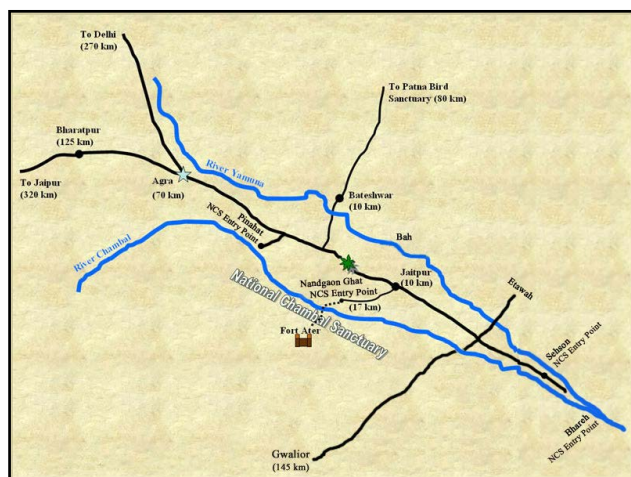 To Delhi
(270 km)
To Patna Bird
Sanctuary (80 km)
Bharatpur
(125 km)
River Yamuna
To Jaipur
(320 km)
Agra
(70 km)
Bateshwar
(10 km)
Pinahat
NCS Entry Point
River Chambal
Bah
Jaitpur
(10 km)
Nandgaon Ghat
NCS Entry Point
(17 km)
Etawah
National Chambal Sanctuary
Fort Ater
Sehson
NCS Entry Point
Bhareh
NCS Entry Point
Gwalior
(145 km)